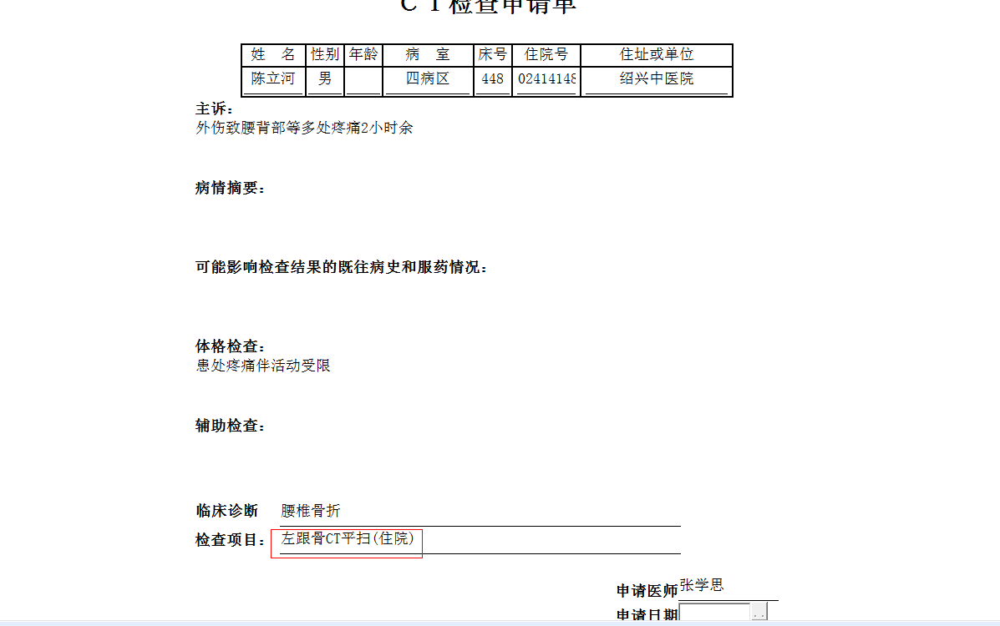 CT检查申请单
姓 名 性别 年龄 病 室 床号 住院号 住址或单位
陈立河 男 四病区 448 02414148 绍兴中医院
主诉：
外伤致腰背部等多处疼痛2小时余
病情摘要：
可能影响检查结果的既往病史和服药情况：
体格检查：
患处疼痛伴活动受限
辅助检查：
临床诊断 腰椎骨折
检查项目： 左跟骨CT平扫(住院)
申请医师 张学思
申请日期 ..